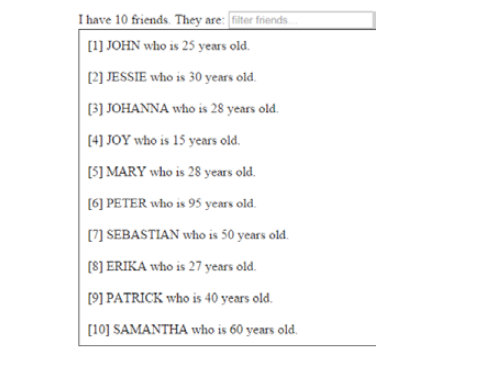 I have 10 friends. They are: filter friends...
[1] JOHN who is 25 years old.
[2] JESSIE who is 30 years old.
[3] JOHANNA who is 28 years old.
[4] JOY who is 15 years old.
[5] MARY who is 28 years old.
[6] PETER who is 95 years old.
[7] SEBASTIAN who is 50 years old.
[8] ERIKA who is 27 years old.
[9] PATRICK who is 40 years old.
[10] SAMANTHA who is 60 years old.